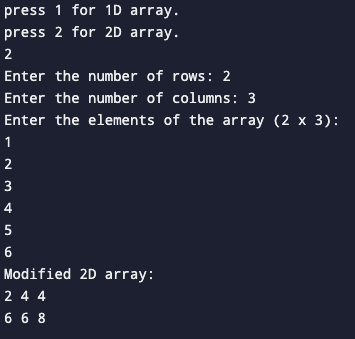 press 1 for 1D array.
press 2 for 2D array.
2
Enter the number of rows: 2
Enter the number of columns: 3
Enter the elements of the array (2 x 3):
1
2
3
4
5
6
Modified 2D array:
2 4 4
6 6 8